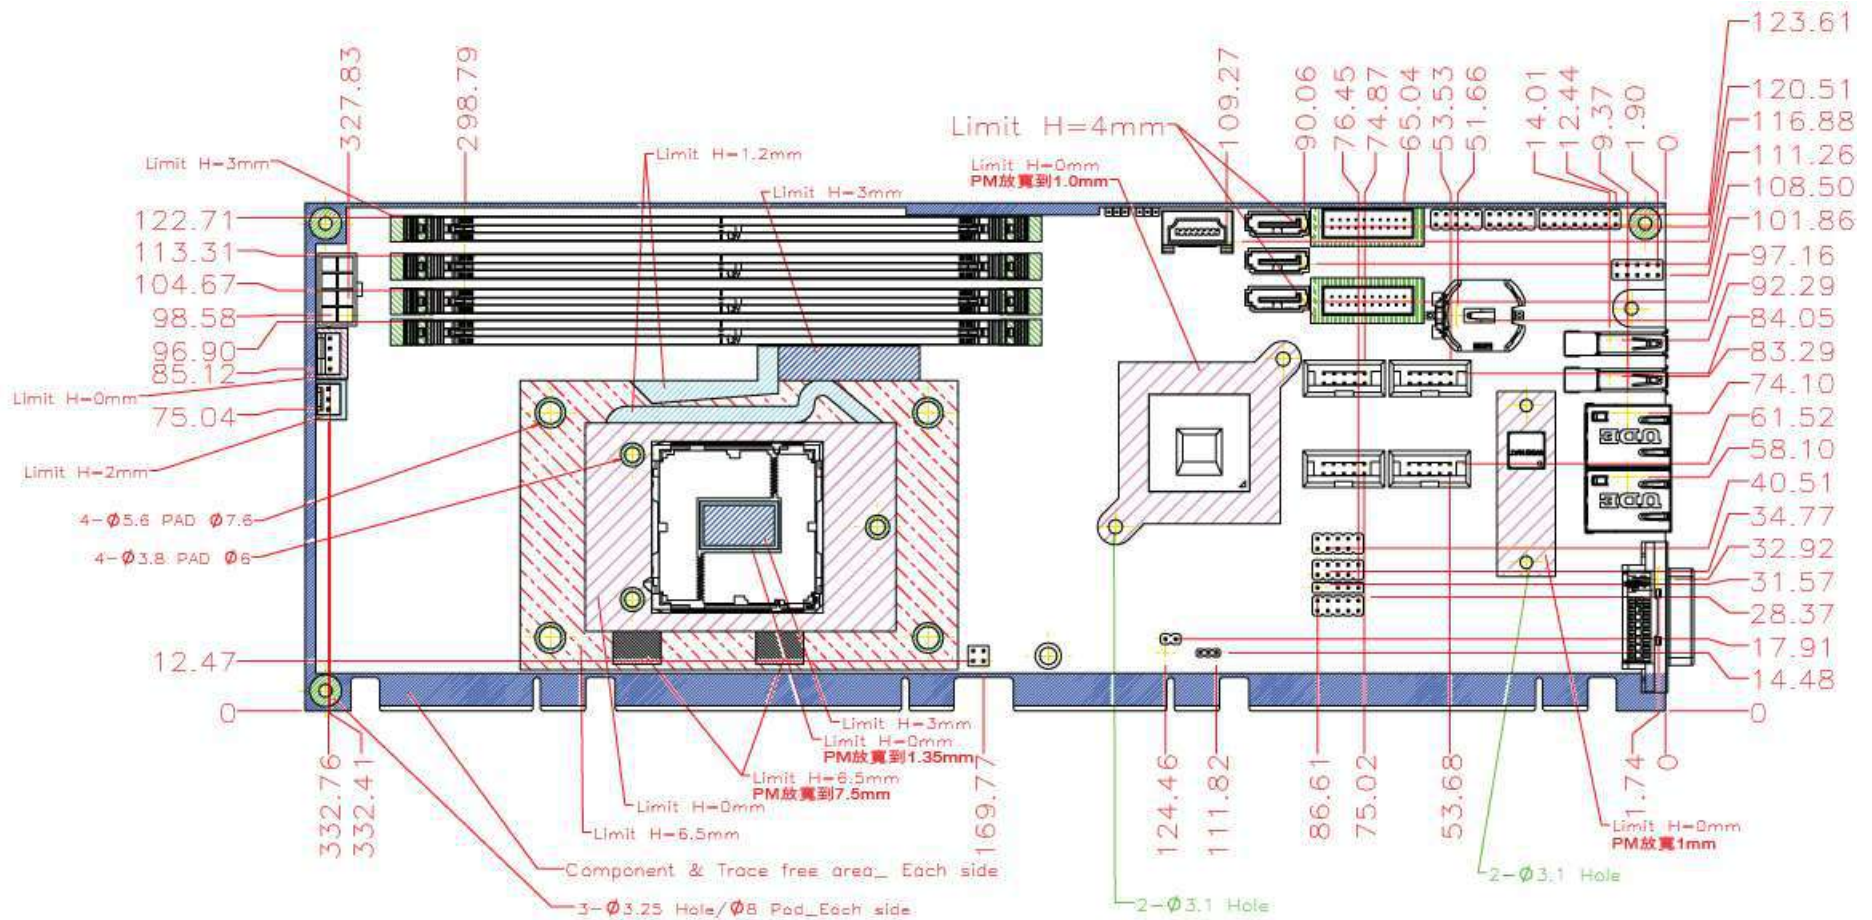 123.61
327.83
298.79
109.27
90.06
76.45
74.87
65.04
53.53
51.66
14.01
12.44
9.37
1.90
0
120.51
116.88
111.26
108.50
101.86
97.16
92.29
84.05
83.29
74.10
61.52
58.10
40.51
34.77
32.92
31.57
28.37
17.91
14.48
0
Limit H=4mm
Limit H=3mm
Limit H=1.2mm
Limit H=0mm
PM放寬到1.0mm
Limit H=3mm
122.71
113.31
104.67
98.58
96.90
85.12
Limit H=0mm
75.04
Limit H=2mm
4-Ø5.6 PAD Ø7.6
4-Ø3.8 PAD Ø6
UDE
UDE
12.47
0
Limit H=3mm
Limit H=0mm
PM放寬到1.35mm
Limit H=6.5mm
PM放寬到7.5mm
Limit H=0mm
Limit H=6.5mm
332.76
332.41
169.77
124.46
111.82
86.61
75.02
53.68
11.74
0
Limit H=0mm
PM放寬1mm
Component & Trace free area_ Each side
2-Ø3.1 Hole
3-Ø3.25 Hole/Ø8 Pad_Each side
2-Ø3.1 Hole